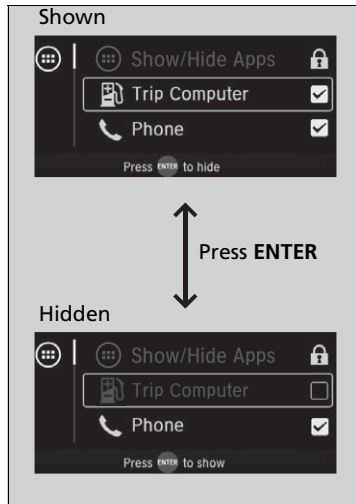 Shown
Show/Hide Apps
Trip Computer
Phone
Press ENTER to hide
Press ENTER
Hidden
Show/Hide Apps
Trip Computer
Phone
Press ENTER to show